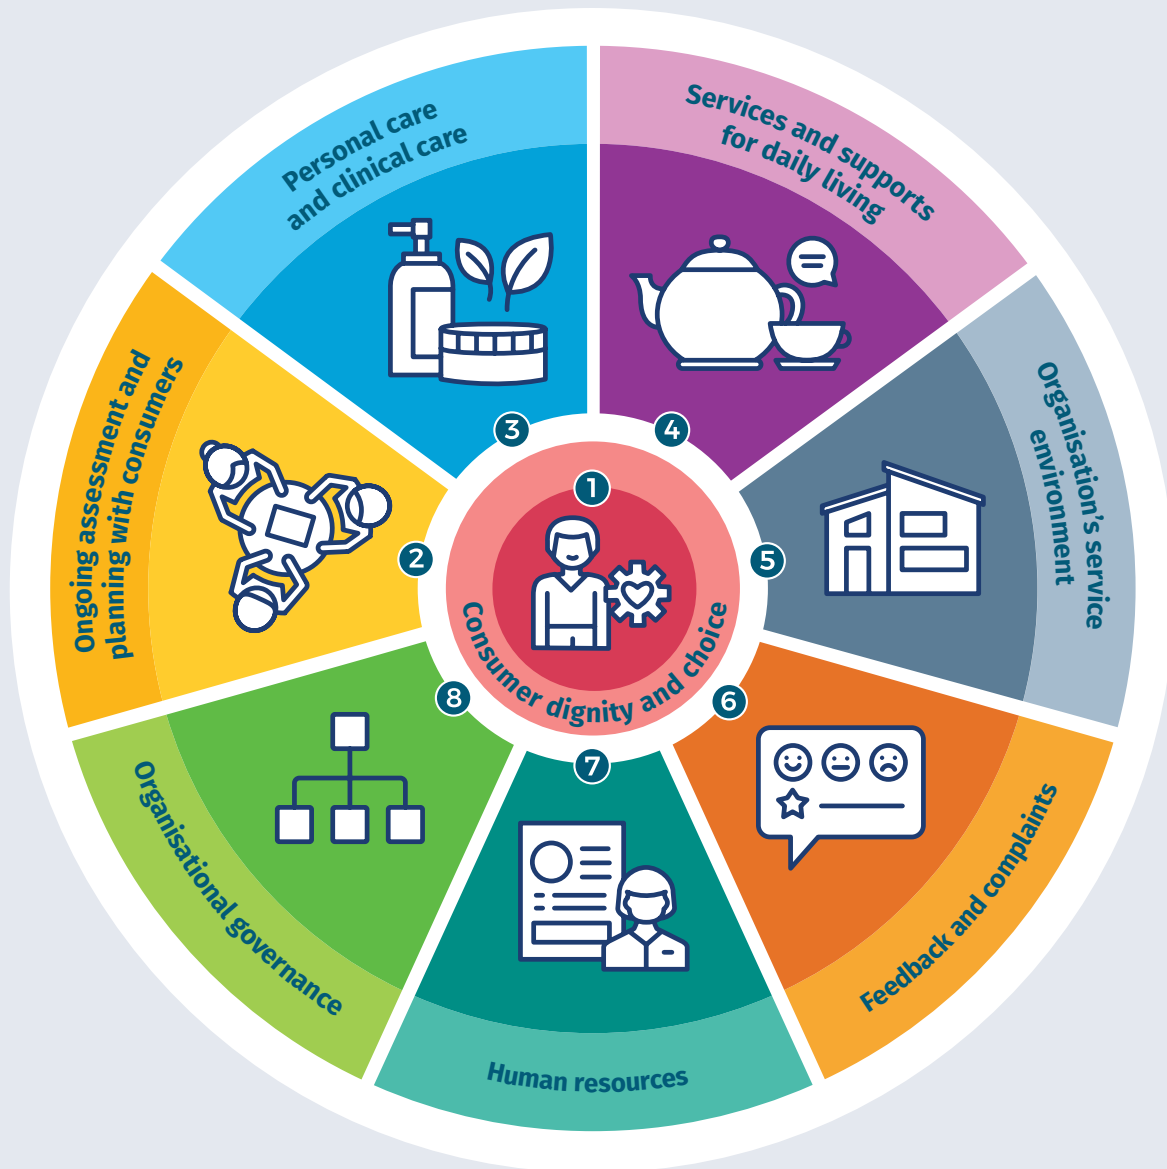 1
Consumer dignity and choice
2
Ongoing assessment and
planning with consumers
3
Personal care
and clinical care
4
Services and supports
for daily living
5
Organisation’s service
environment
6
Feedback and complaints
7
Human resources
8
Organisational governance